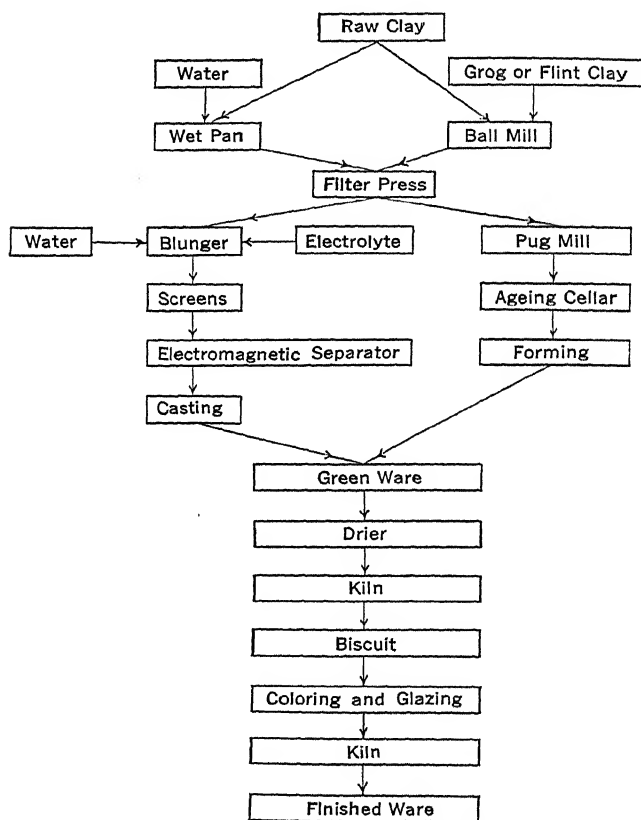 Raw Clay
Water
Grog or Flint Clay
Wet Pan
Ball Mill
Filter Press
Water
Blunger
Electrolyte
Pug Mill
Screens
Ageing Cellar
Electromagnetic Separator
Forming
Casting
Green Ware
Drier
Kiln
Biscuit
Coloring and Glazing
Kiln
Finished Ware